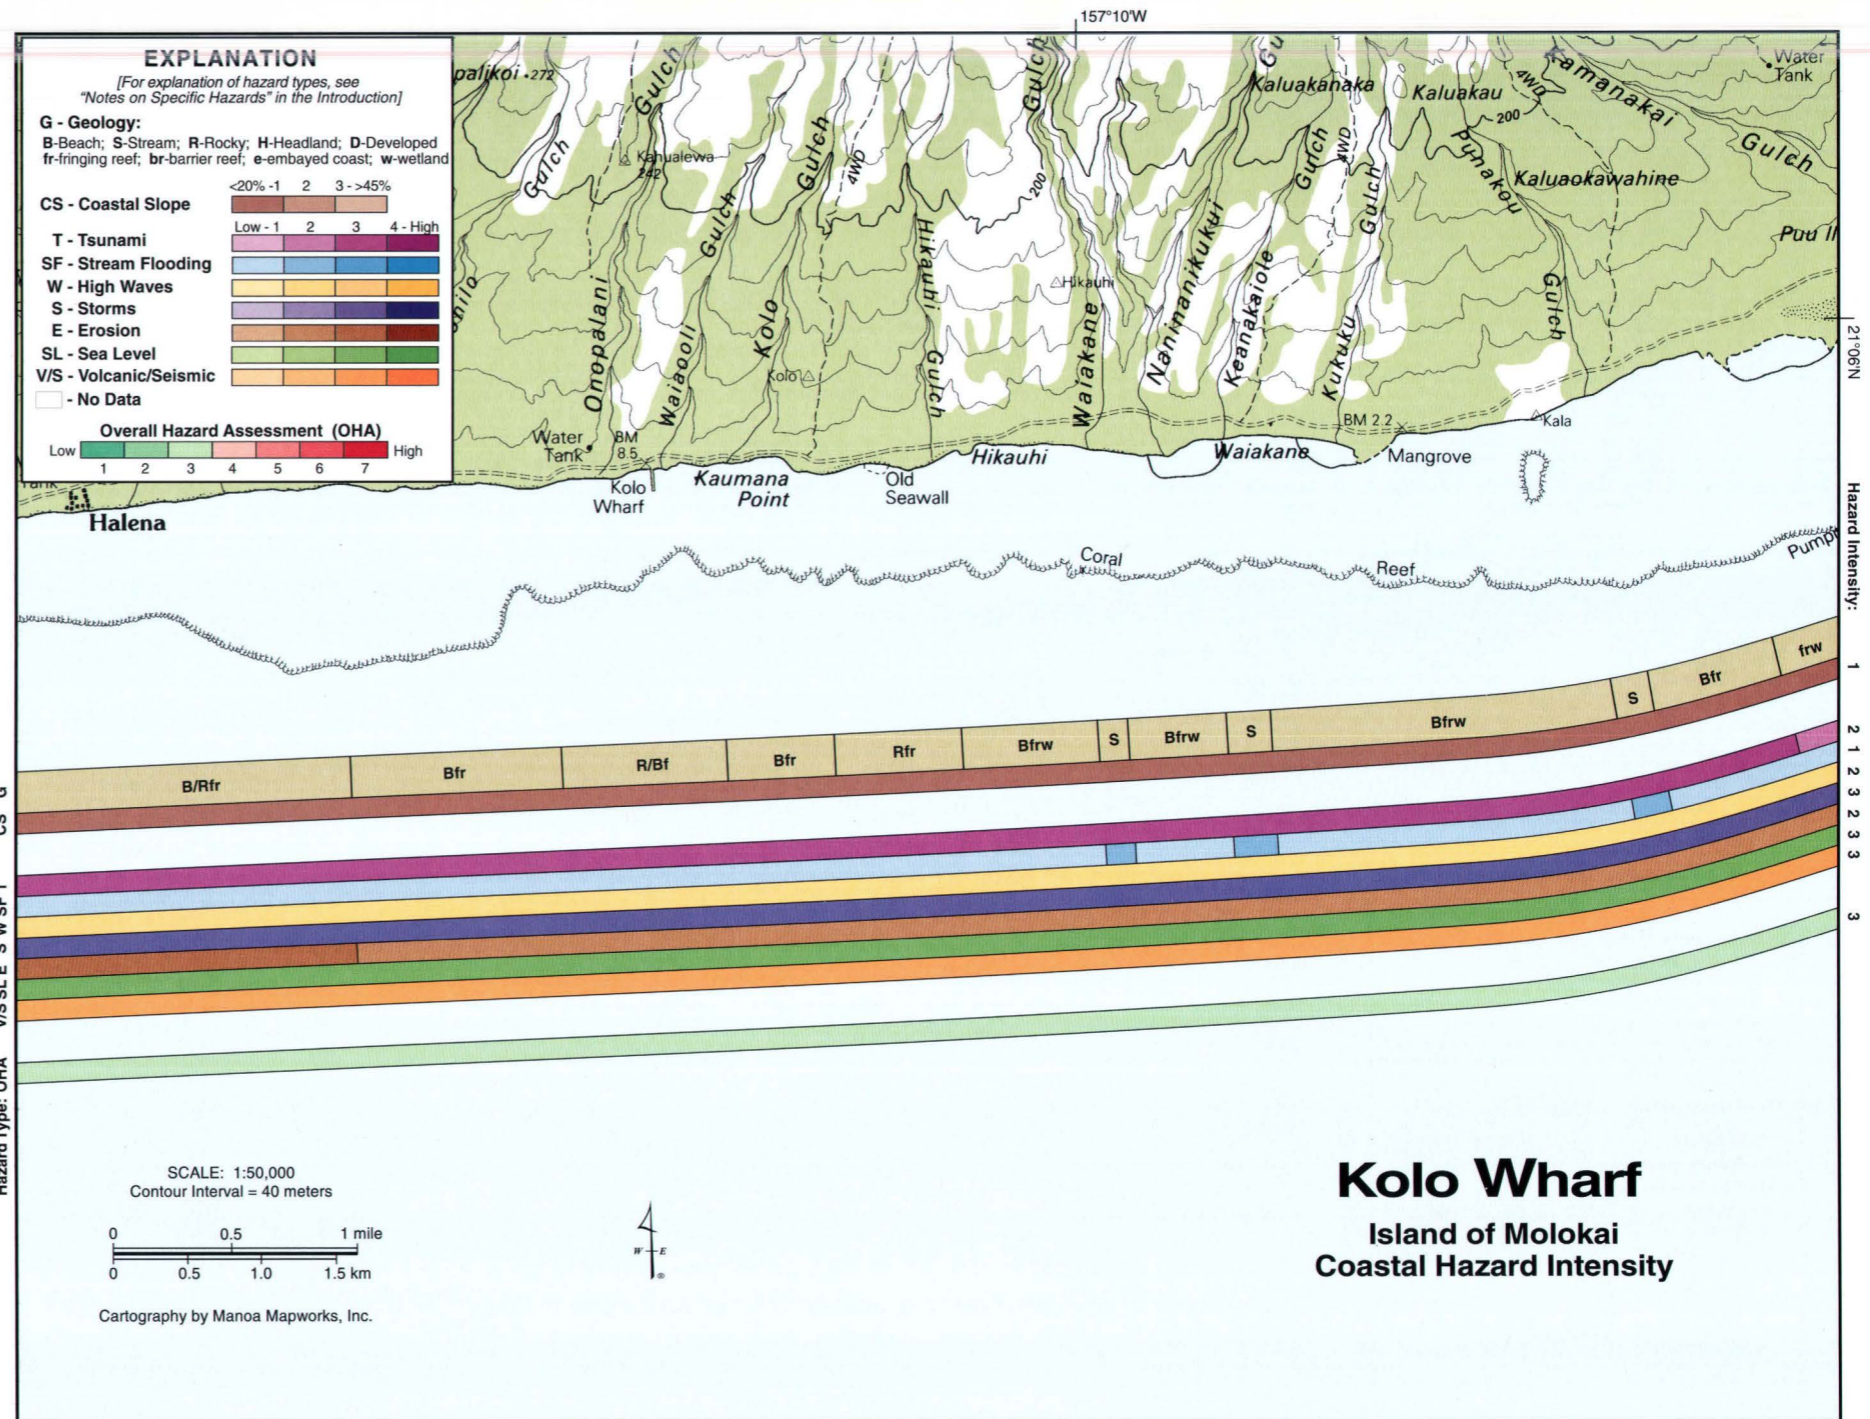 157°10'W
EXPLANATION
[For explanation of hazard types, see
"Notes on Specific Hazards" in the Introduction]
G - Geology:
B-Beach; S-Stream; R-Rocky; H-Headland; D-Developed
fr-fringing reef; br-barrier reef; e-embayed coast; w-wetland
<20% -1 2 3 - >45%
CS - Coastal Slope
Low - 1 2 3 4 - High
T - Tsunami
SF - Stream Flooding
W - High Waves
S - Storms
E - Erosion
SL - Sea Level
V/S - Volcanic/Seismic
- No Data
Overall Hazard Assessment (OHA)
Low High
1 2 3 4 5 6 7
palikoi •272
Gulch
Gulch
Kahualewa
242
Gulch
Gulch
4WD
Gulch
200
Kaluakanaka
Gulch
4WD
Gulch
Kaluakau
4WD
200
Kamanakai
Gulch
Water
Tank
Punakou
Gulch
Kaluaokawahine
Onopalani
Waiaooli
Kolo
Kolo
Hikauhi
Gulch
Hikauhi
Waiakane
Naninanikukui
Keanakaiole
Kukuku
21°06'N
Water
Tank
BM
8.5
Kolo
Wharf
Kaumana
Point
Old
Seawall
Hikauhi
Waiakane
BM 2.2
Mangrove
Kala
Halena
Coral
Reef
Hazard Intensity:
B/Rfr
Bfr
R/Bf
Bfr
Rfr
Bfrw
S
Bfrw
S
Bfrw
S
Bfr
frw
1
2
1
2
3
2
3
3
3
G
CS
T
SF
W
S
E
SL
V/S
OHA
Hazard Type:
SCALE: 1:50,000
Contour Interval = 40 meters
0 0.5 1 mile
0 0.5 1.0 1.5 km
W E
Cartography by Manoa Mapworks, Inc.
Kolo Wharf
Island of Molokai
Coastal Hazard Intensity